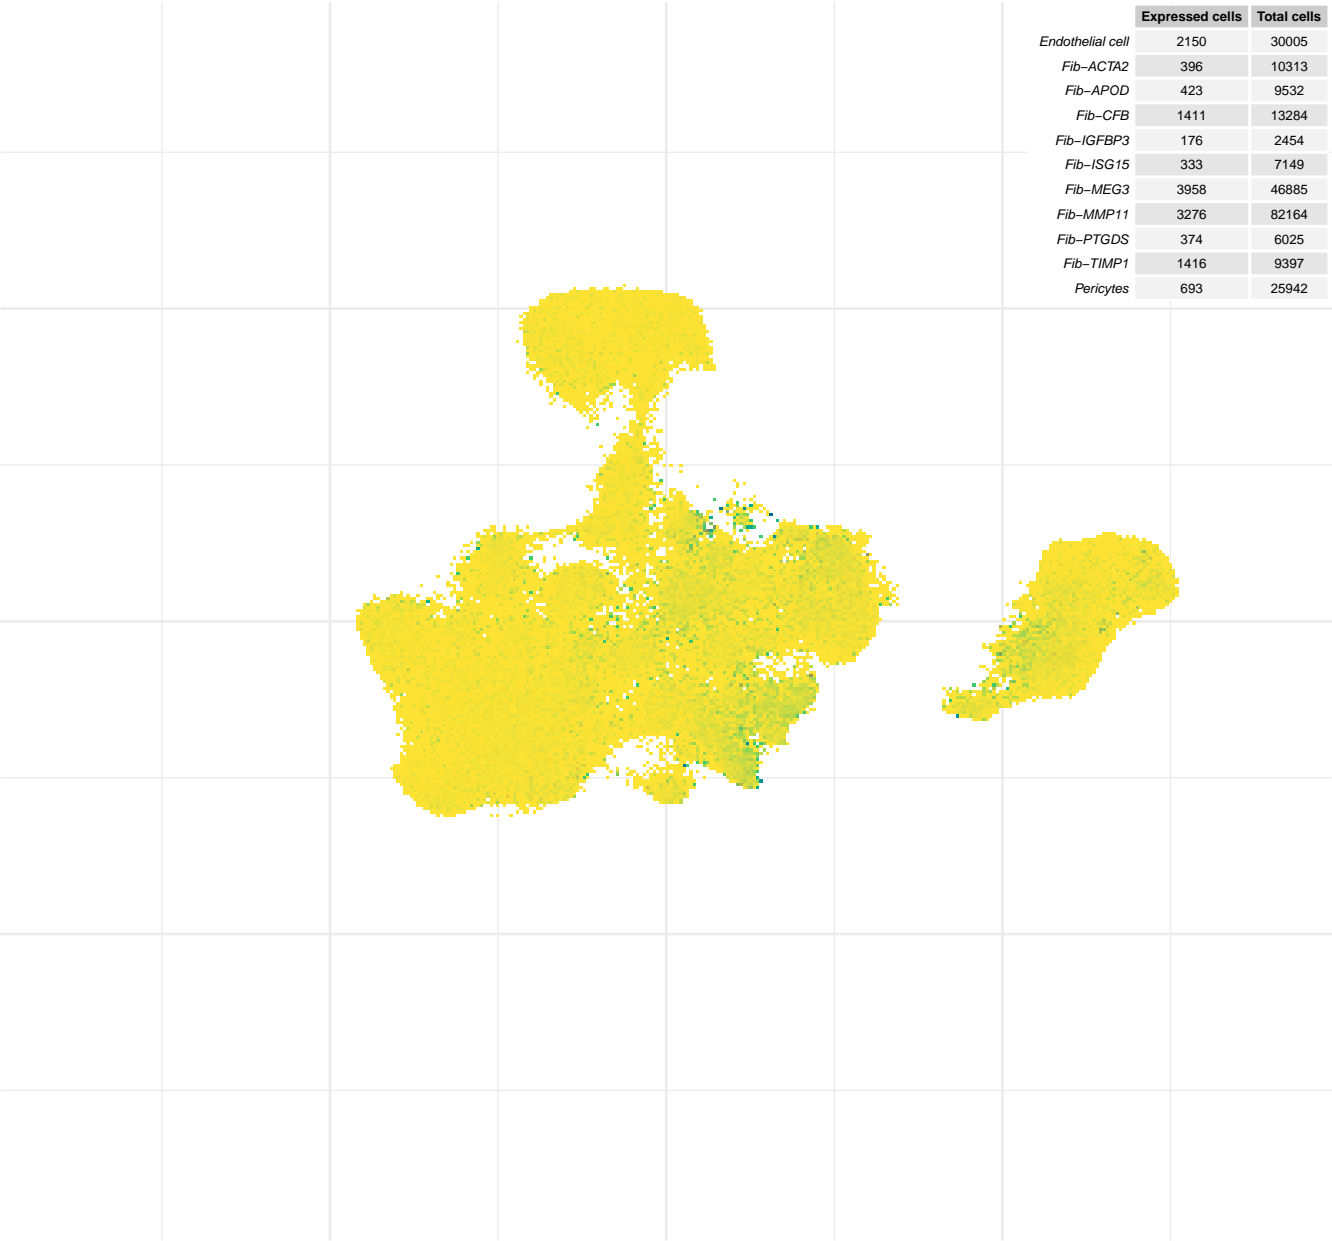 Expressed cells Total cells
Endothelial cell 2150 30005
Fib−ACTA2 396 10313
Fib−APOD 423 9532
Fib−CFB 1411 13284
Fib−IGFBP3 176 2454
Fib−ISG15 333 7149
Fib−MEG3 3958 46885
Fib−MMP11 3276 82164
Fib−PTGDS 374 6025
Fib−TIMP1 1416 9397
Pericytes 693 25942